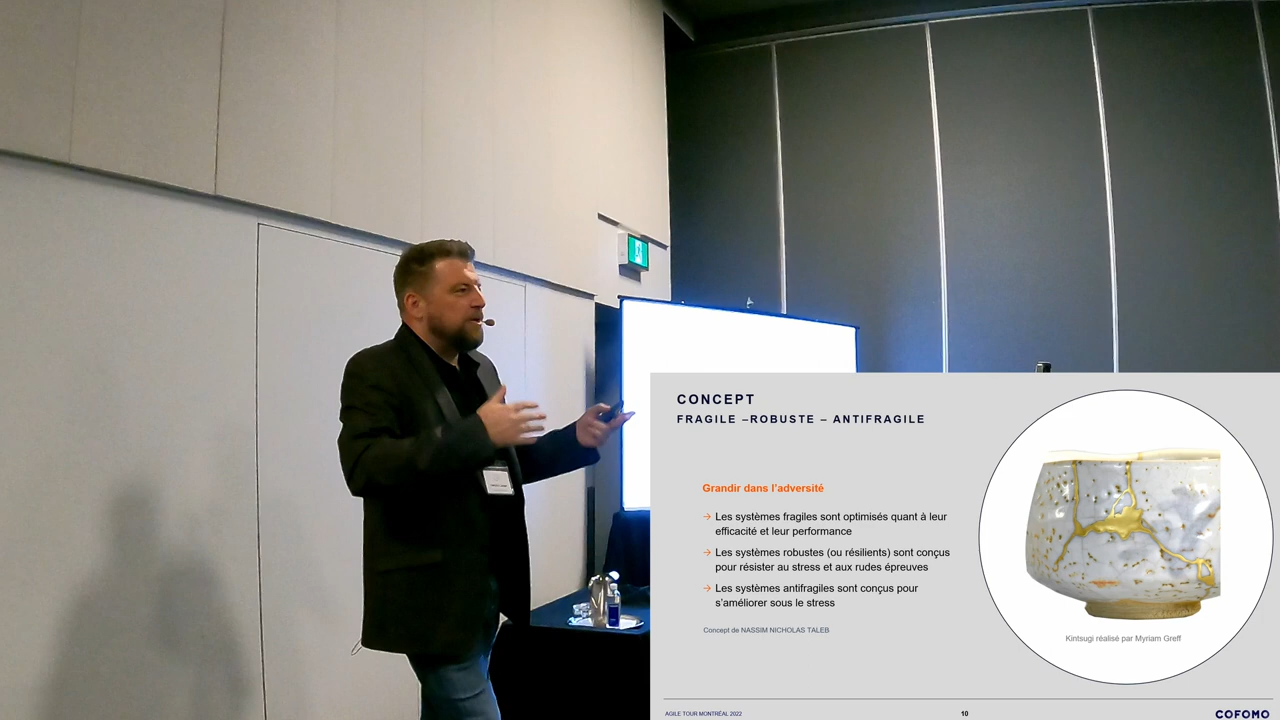 CONCEPT
FRAGILE –ROBUSTE – ANTIFRAGILE
Grandir dans l'adversité
→ Les systèmes fragiles sont optimisés quant à leur
efficacité et leur performance
→ Les systèmes robustes (ou résilients) sont conçus
pour résister au stress et aux rudes épreuves
→ Les systèmes antifragiles sont conçus pour
s'améliorer sous le stress
Concept de NASSIM NICHOLAS TALEB
Kintsugi réalisé par Myriam Greff
AGILE TOUR MONTRÉAL 2022
10
COFOMO